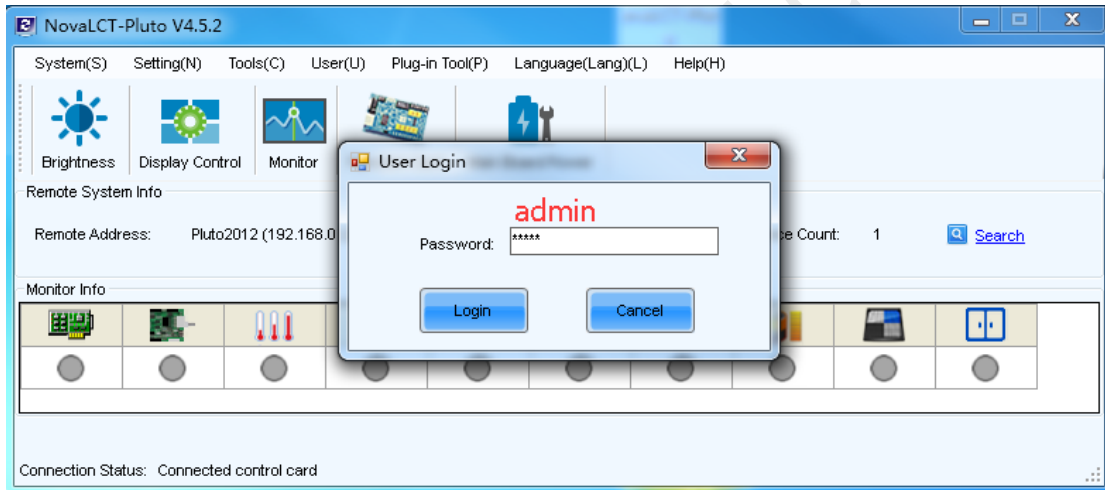 NovaLCT-Pluto V4.5.2
System(S) Setting(N) Tools(C) User(U) Plug-in Tool(P) Language(Lang)(L) Help(H)
Brightness Display Control Monitor
User Login
Remote System Info
admin
Remote Address: Pluto2012 (192.168.0
Count: 1 Search
Password: *****
Monitor Info
Login Cancel
Connection Status: Connected control card